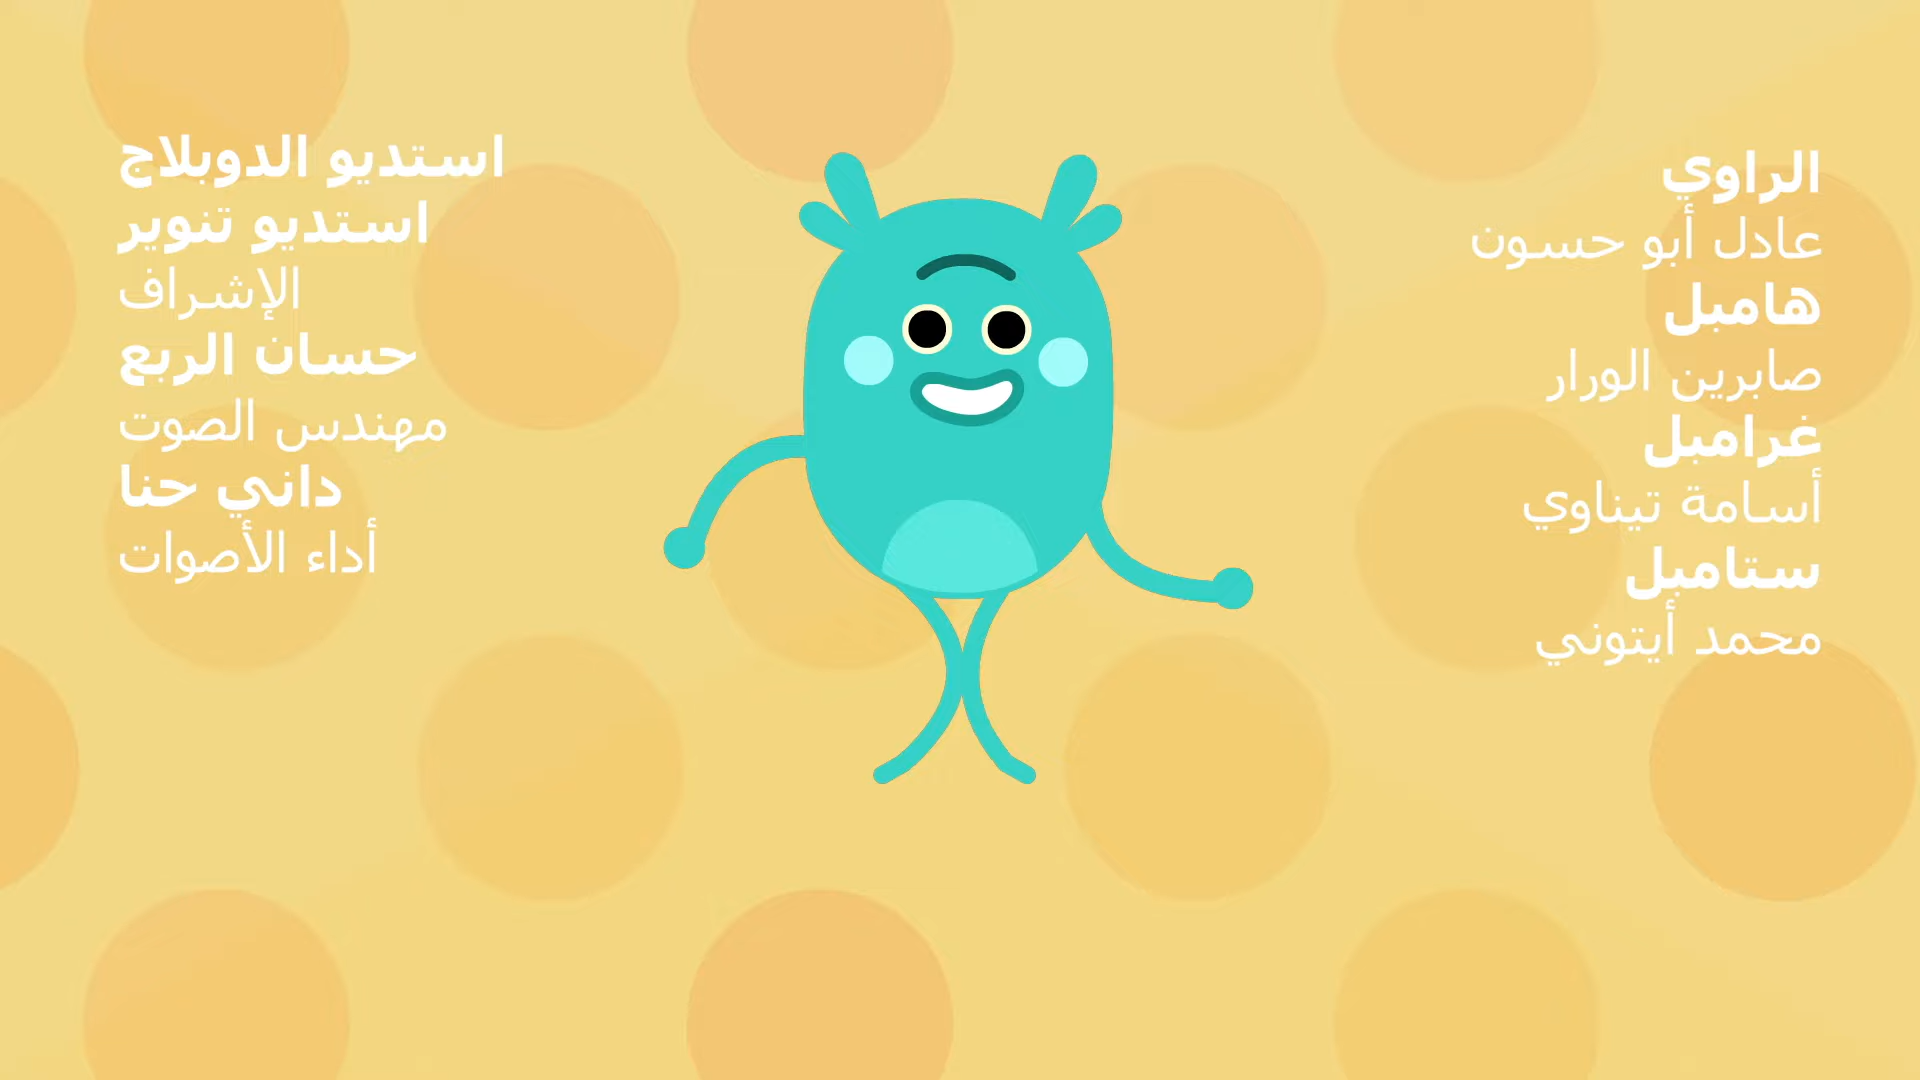 الراوي
عادل أبو حسون
هامبل
صابرين الورار
غرامبل
أسامة تيناوي
ستامبل
محمد أيتوني
استديو الدوبلاج
استديو تنوير
الإشراف
حسان الربع
مهندس الصوت
داني حنا
أداء الأصوات